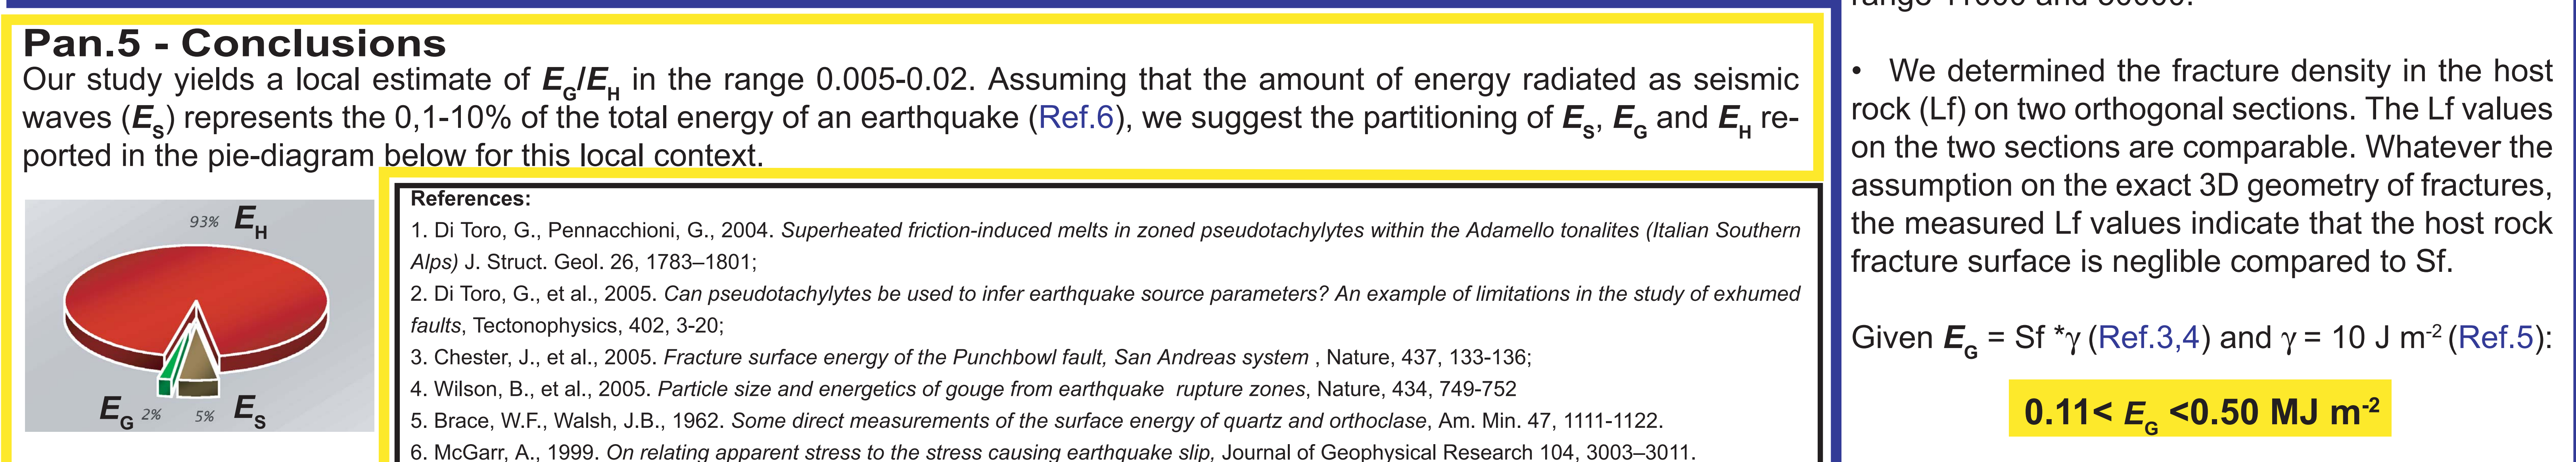 Pan.5 - Conclusions
Our study yields a local estimate of EG/EH in the range 0.005-0.02. Assuming that the amount of energy radiated as seismic
waves (ES) represents the 0,1-10% of the total energy of an earthquake (Ref.6), we suggest the partitioning of ES, EG and EH re-
ported in the pie-diagram below for this local context.
93% EH
EG 2% 5% ES
References:
1. Di Toro, G., Pennacchioni, G., 2004. Superheated friction-induced melts in zoned pseudotachylytes within the Adamello tonalites (Italian Southern
Alps) J. Struct. Geol. 26, 1783–1801;
2. Di Toro, G., et al., 2005. Can pseudotachylytes be used to infer earthquake source parameters? An example of limitations in the study of exhumed
faults, Tectonophysics, 402, 3-20;
3. Chester, J., et al., 2005. Fracture surface energy of the Punchbowl fault, San Andreas system , Nature, 437, 133-136;
4. Wilson, B., et al., 2005. Particle size and energetics of gouge from earthquake rupture zones, Nature, 434, 749-752
5. Brace, W.F., Walsh, J.B., 1962. Some direct measurements of the surface energy of quartz and orthoclase, Am. Min. 47, 1111-1122.
6. McGarr, A., 1999. On relating apparent stress to the stress causing earthquake slip, Journal of Geophysical Research 104, 3003–3011.
• We determined the fracture density in the host
rock (Lf) on two orthogonal sections. The Lf values
on the two sections are comparable. Whatever the
assumption on the exact 3D geometry of fractures,
the measured Lf values indicate that the host rock
fracture surface is neglible compared to Sf.
Given EG = Sf *γ (Ref.3,4) and γ = 10 J m-2 (Ref.5):
0.11< EG <0.50 MJ m-2